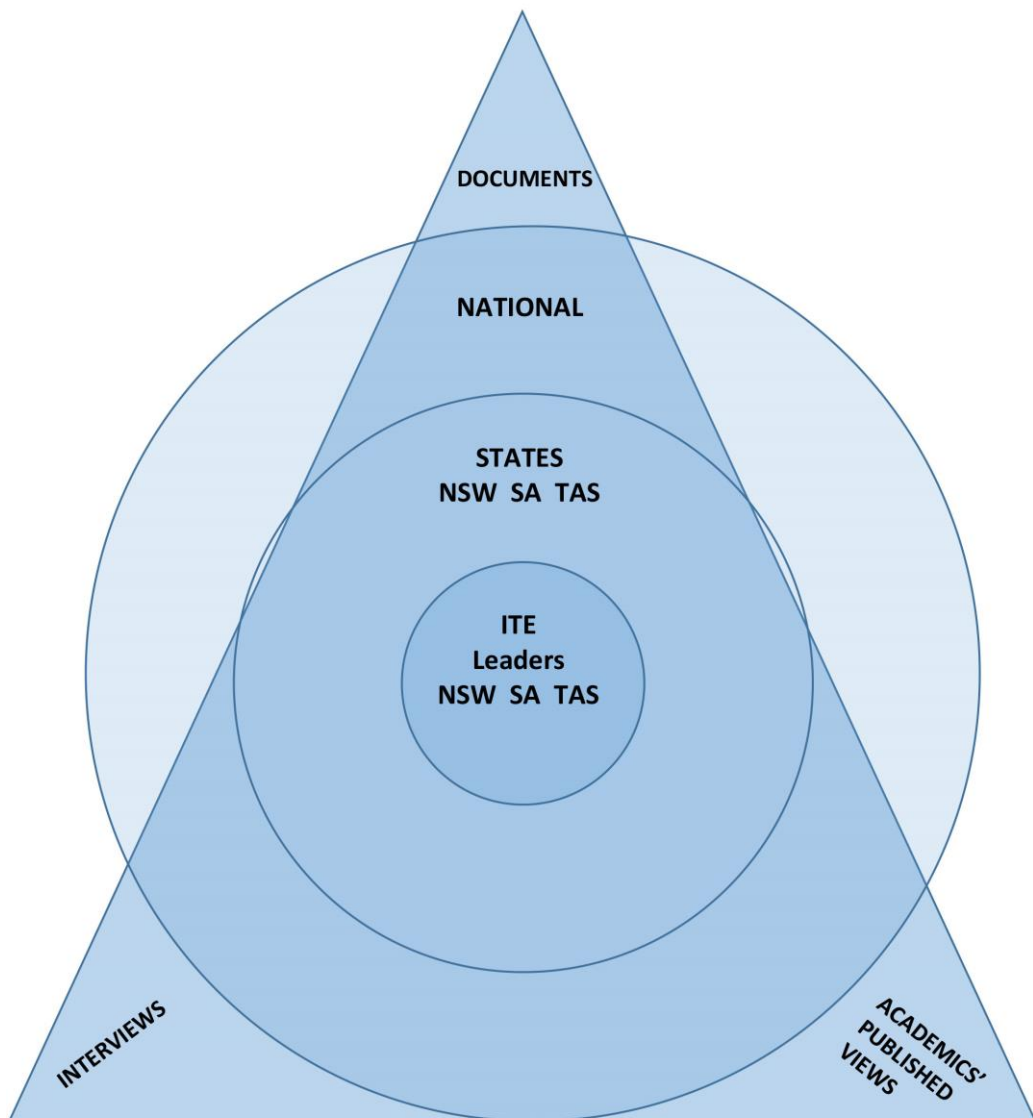 DOCUMENTS
NATIONAL
STATES
NSW SA TAS
ITE
Leaders
NSW SA TAS
INTERVIEWS
ACADEMICS’
PUBLISHED
VIEWS